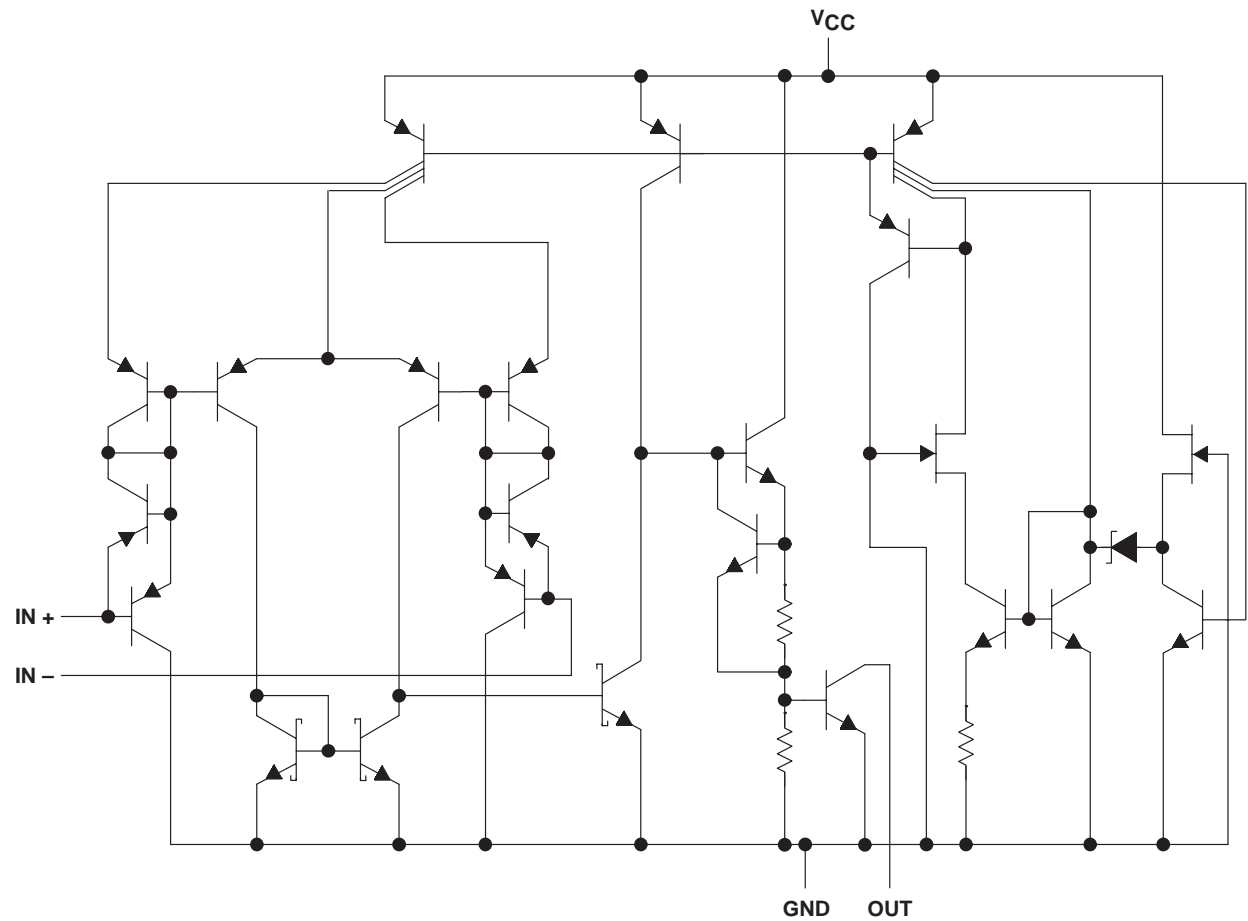 VCC
IN +
IN –
GND
OUT